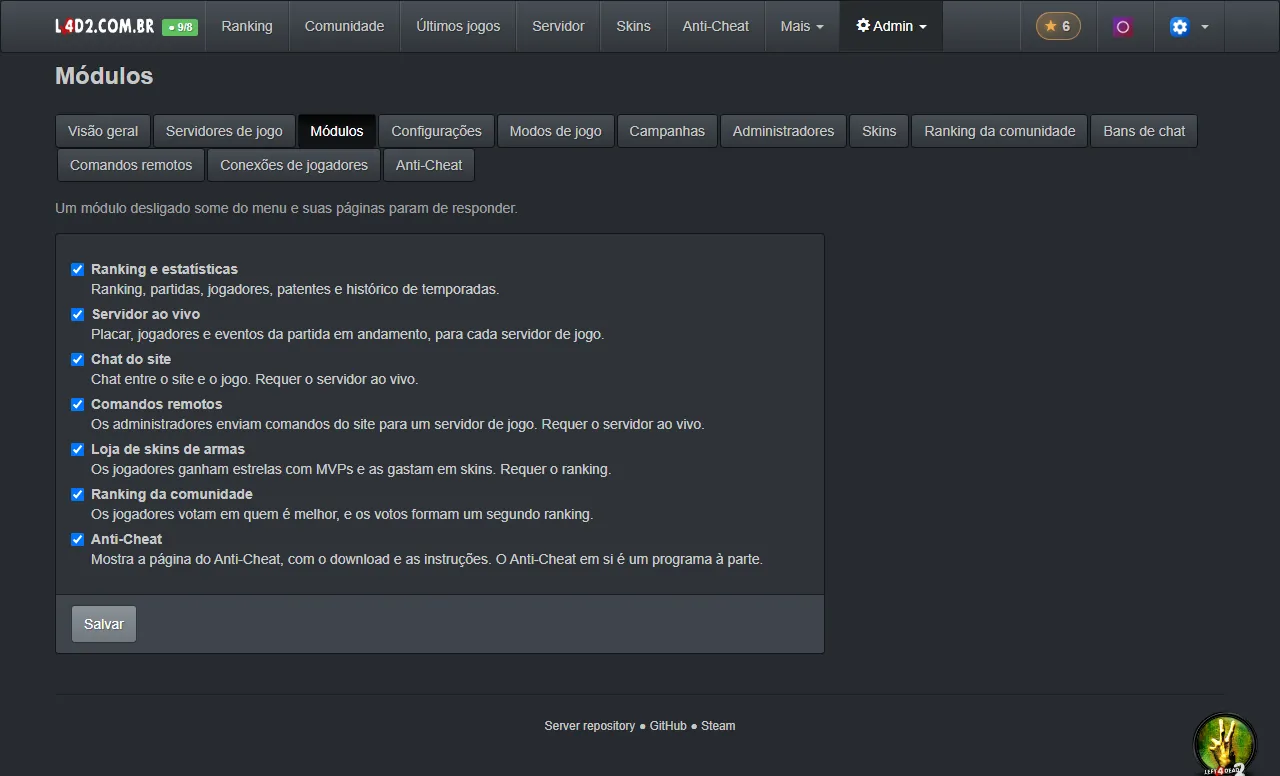 L4D2.COM.BR ● 9/8 Ranking Comunidade Últimos jogos Servidor Skins Anti-Cheat Mais Admin ★ 6
Módulos
Visão geral Servidores de jogo Módulos Configurações Modos de jogo Campanhas Administradores Skins Ranking da comunidade Bans de chat
Comandos remotos Conexões de jogadores Anti-Cheat
Um módulo desligado some do menu e suas páginas param de responder.
Ranking e estatísticas
Ranking, partidas, jogadores, patentes e histórico de temporadas.
Servidor ao vivo
Placar, jogadores e eventos da partida em andamento, para cada servidor de jogo.
Chat do site
Chat entre o site e o jogo. Requer o servidor ao vivo.
Comandos remotos
Os administradores enviam comandos do site para um servidor de jogo. Requer o servidor ao vivo.
Loja de skins de armas
Os jogadores ganham estrelas com MVPs e as gastam em skins. Requer o ranking.
Ranking da comunidade
Os jogadores votam em quem é melhor, e os votos formam um segundo ranking.
Anti-Cheat
Mostra a página do Anti-Cheat, com o download e as instruções. O Anti-Cheat em si é um programa à parte.
Salvar
Server repository ● GitHub ● Steam
LEFT 4 DEAD 2